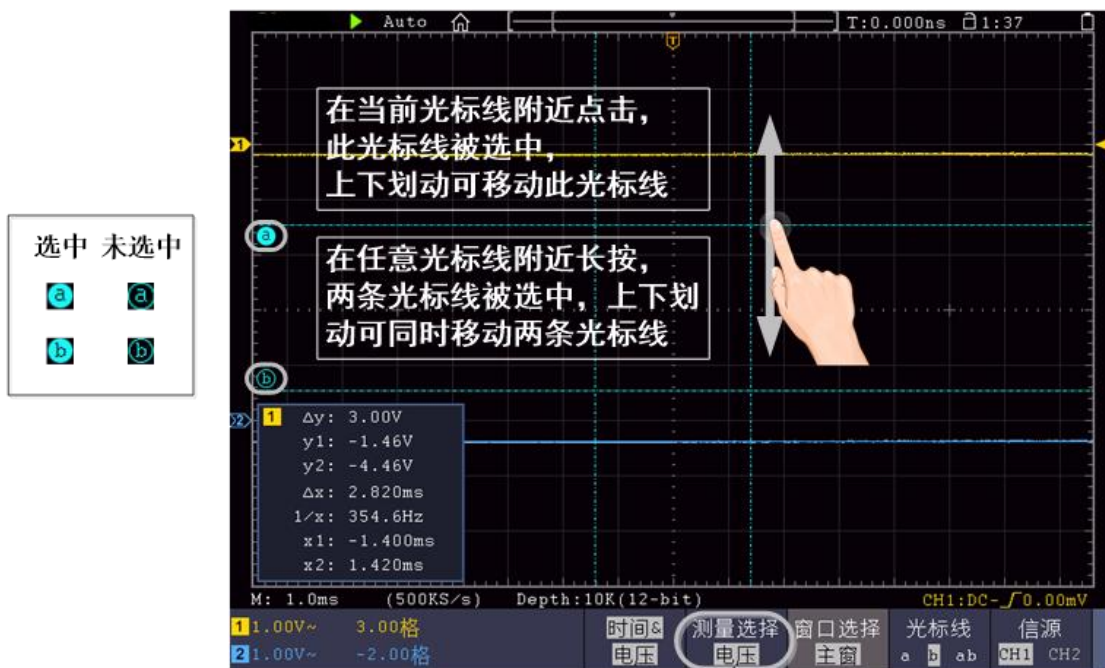 Auto
T:0.000ns
1:37
T
在当前光标线附近点击，
此光标线被选中，
上下划动可移动此光标线
1
选中 未选中
a a
b b
a
在任意光标线附近长按，
两条光标线被选中，上下划
动可同时移动两条光标线
b
2
1 Δy: 3.00V
y1: -1.46V
y2: -4.46V
Δx: 2.820ms
1/x: 354.6Hz
x1: -1.400ms
x2: 1.420ms
M: 1.0ms (500KS/s) Depth:10K(12-bit) CH1:DC-
0.00mV
1 1.00V~ 3.00格
2 1.00V~ -2.00格
时间&
电压
测量选择
电压
窗口选择
主窗
光标线
a b ab
信源
CH1 CH2